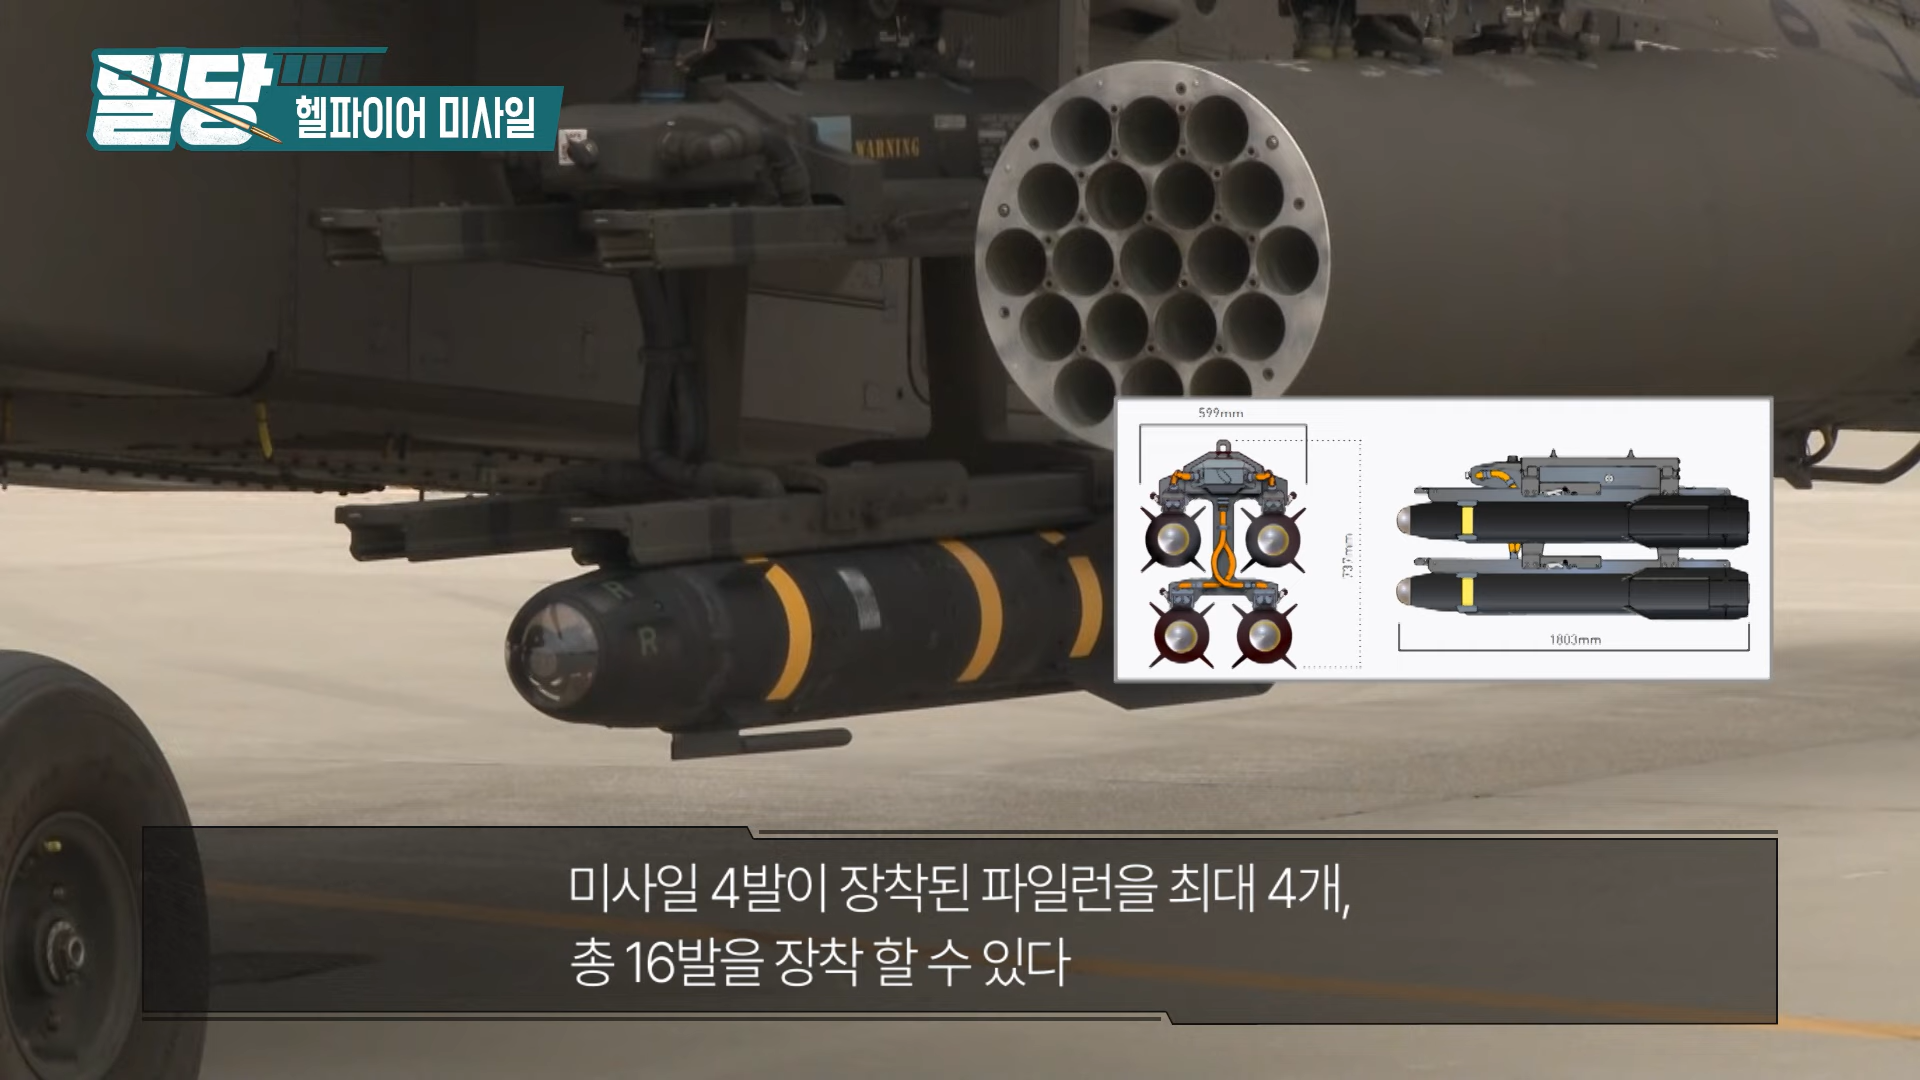 밀당
헬파이어 미사일
WARNING
R
R
599mm
737mm
1803mm
미사일 4발이 장착된 파일런을 최대 4개,
총 16발을 장착 할 수 있다